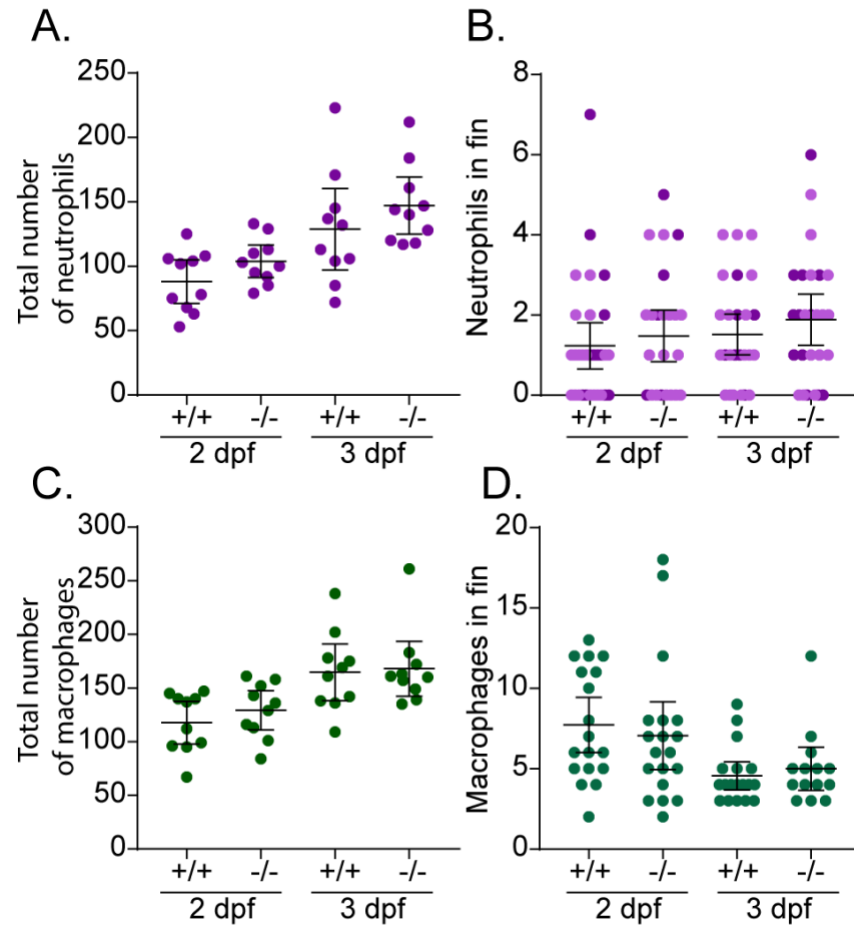 A.
Total number
of neutrophils
250
200
150
100
50
0
+/+ -/- +/+ -/-
2 dpf 3 dpf
B.
Neutrophils in fin
8
6
4
2
0
+/+ -/- +/+ -/-
2 dpf 3 dpf
C.
Total number
of macrophages
300
250
200
150
100
50
0
+/+ -/- +/+ -/-
2 dpf 3 dpf
D.
Macrophages in fin
20
15
10
5
0
+/+ -/- +/+ -/-
2 dpf 3 dpf